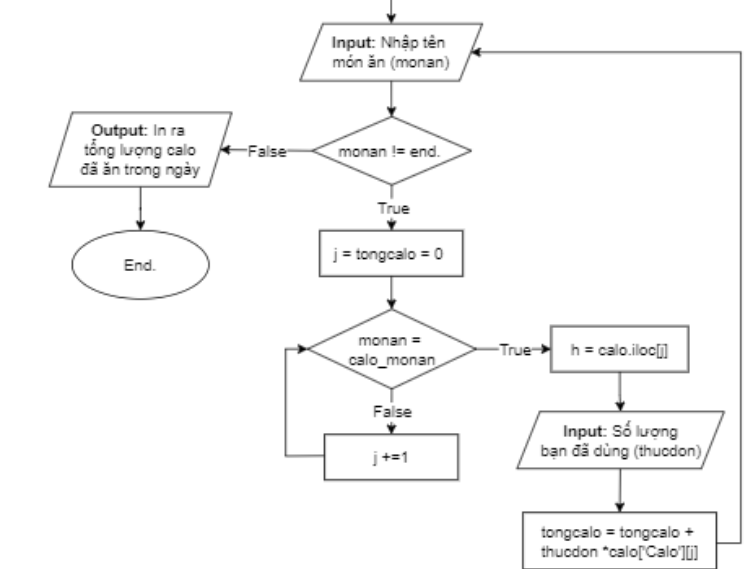 Input: Nhập tên
món ăn (monan)
monan != end.
False
Output: In ra
tổng lượng calo
đã ăn trong ngày
End.
True
j = tongcalo = 0
monan =
calo_monan
True
h = calo.iloc[j]
False
j +=1
Input: Số lượng
bạn đã dùng (thucdon)
tongcalo = tongcalo +
thucdon *calo['Calo'][j]